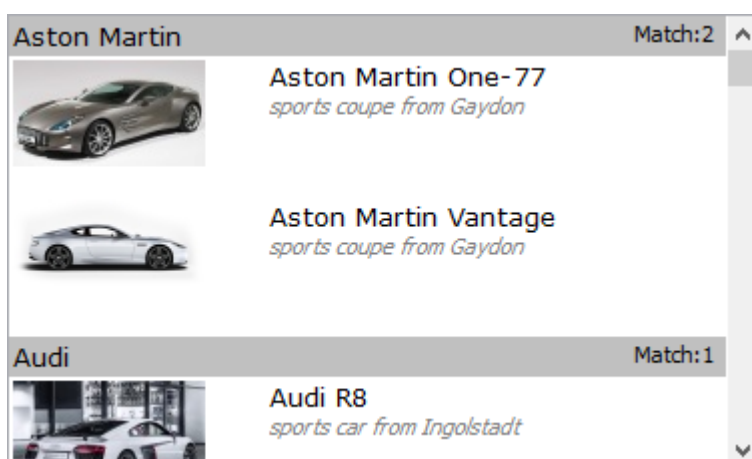 Aston Martin
Match:2
Aston Martin One-77
sports coupe from Gaydon
Aston Martin Vantage
sports coupe from Gaydon
Audi
Match:1
Audi R8
sports car from Ingolstadt